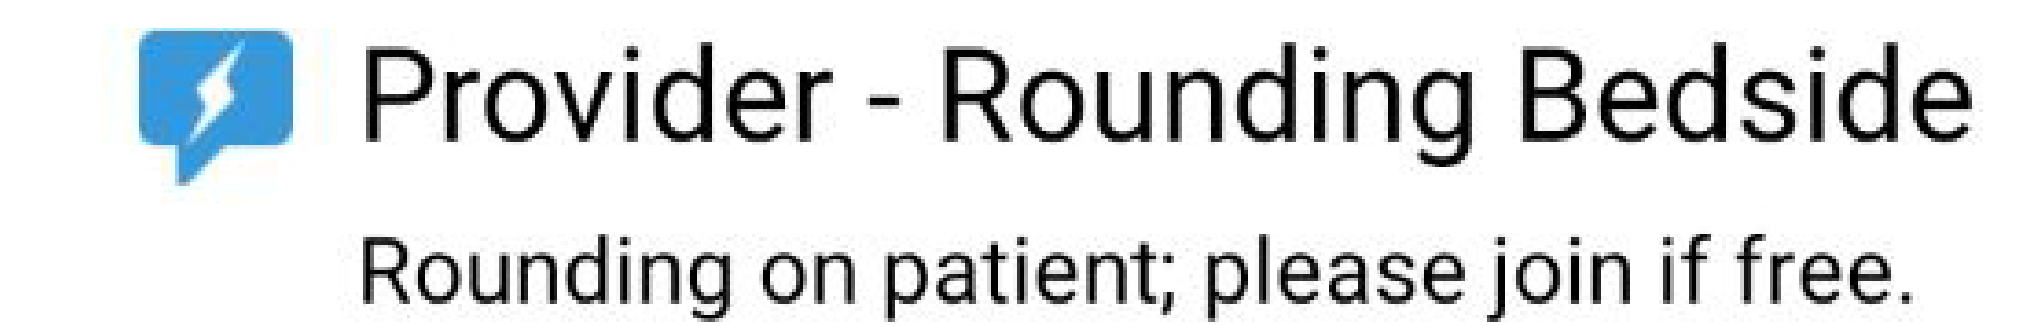 Provider - Rounding Bedside
Rounding on patient; please join if free.